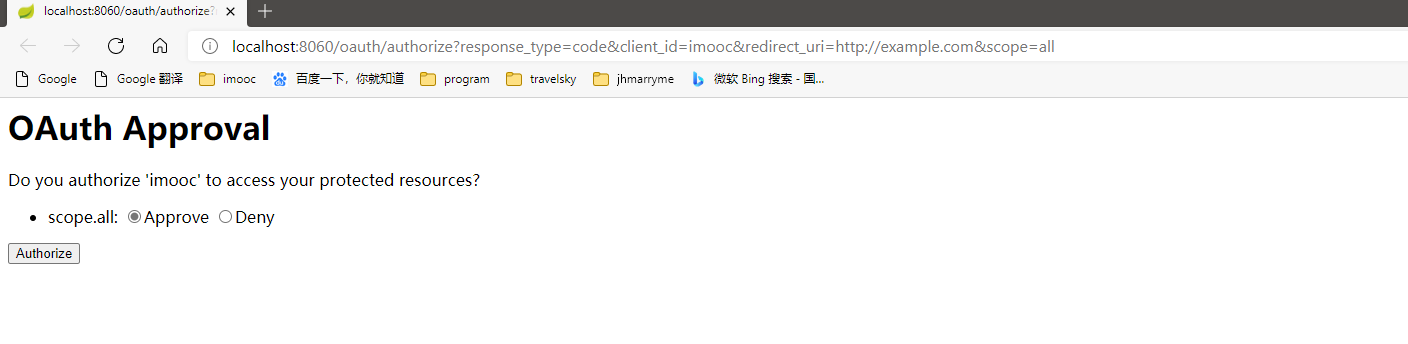 localhost:8060/oauth/authorize?
localhost:8060/oauth/authorize?response_type=code&client_id=imooc&redirect_uri=http://example.com&scope=all
Google Google 翻译 imooc 百度一下，你就知道 program travelsky jhmarryme 微软 Bing 搜索 - 国...
OAuth Approval
Do you authorize 'imooc' to access your protected resources?
• scope.all: Approve Deny
Authorize